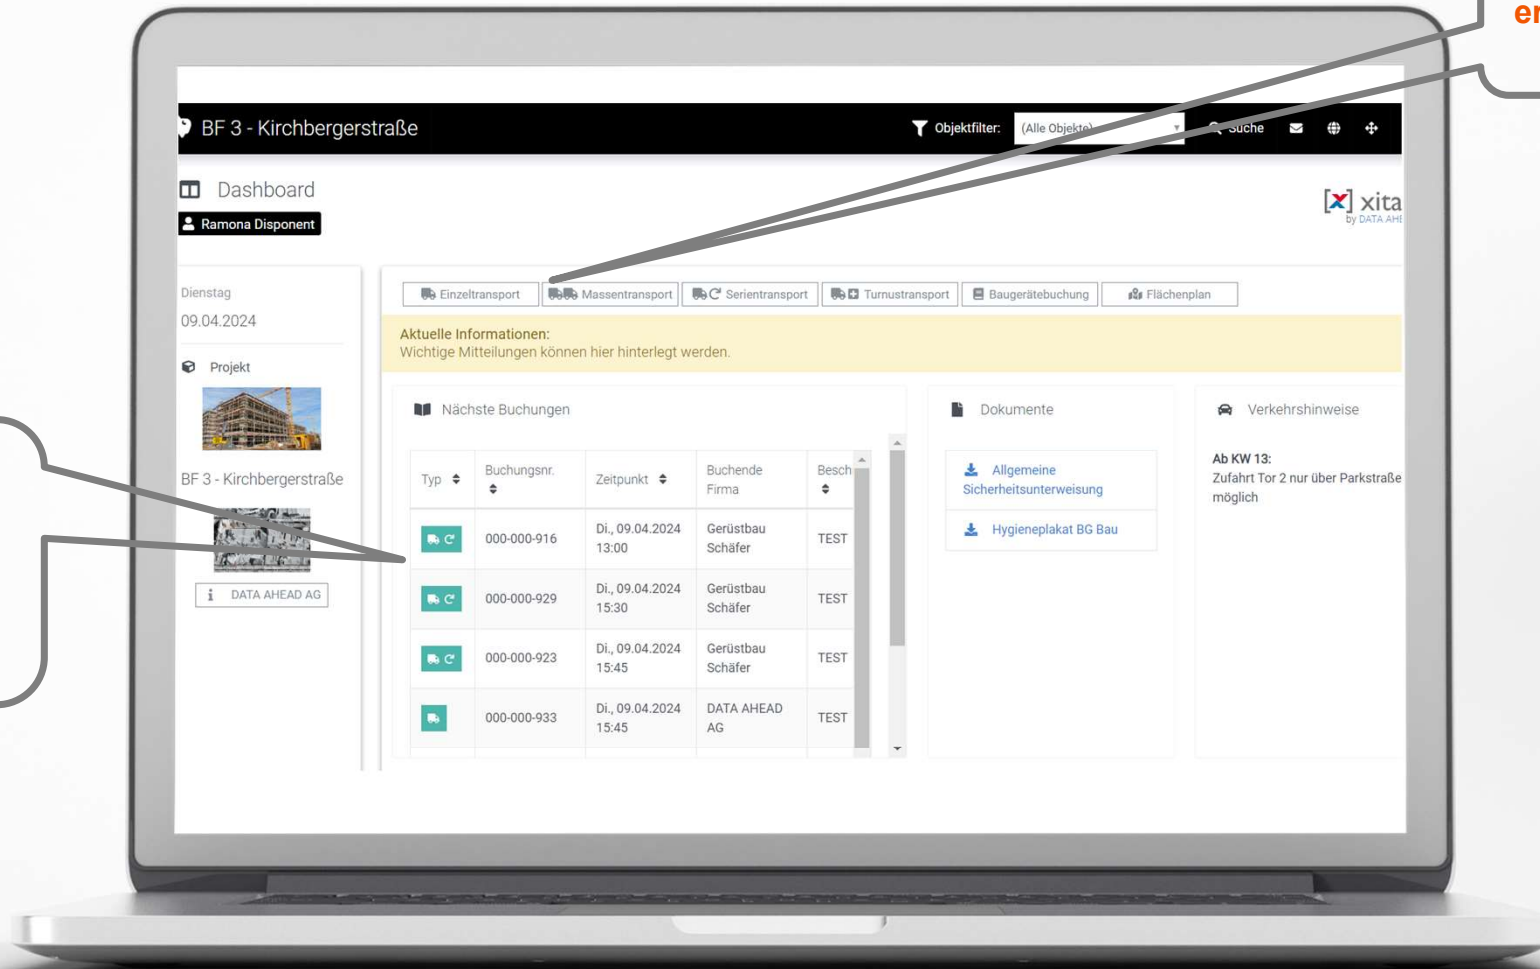 BF 3 - Kirchbergerstraße
Objektfilter:
(Alle Objekte)
Suche
Dashboard
Ramona Disponent
[x] xita
by DATA AHE
Dienstag
09.04.2024
Projekt
BF 3 - Kirchbergerstraße
i DATA AHEAD AG
Einzeltransport
Massentransport
Serientransport
Turnustransport
Baugerätebuchung
Flächenplan
Aktuelle Informationen:
Wichtige Mitteilungen können hier hinterlegt werden.
Nächste Buchungen
Typ
Buchungsnr.
Zeitpunkt
Buchende
Firma
Besch
000-000-916
Di., 09.04.2024
13:00
Gerüstbau
Schäfer
TEST
000-000-929
Di., 09.04.2024
15:30
Gerüstbau
Schäfer
TEST
000-000-923
Di., 09.04.2024
15:45
Gerüstbau
Schäfer
TEST
000-000-933
Di., 09.04.2024
15:45
DATA AHEAD
AG
TEST
Dokumente
Allgemeine
Sicherheitsunterweisung
Hygieneplakat BG Bau
Verkehrshinweise
Ab KW 13:
Zufahrt Tor 2 nur über Parkstraße
möglich